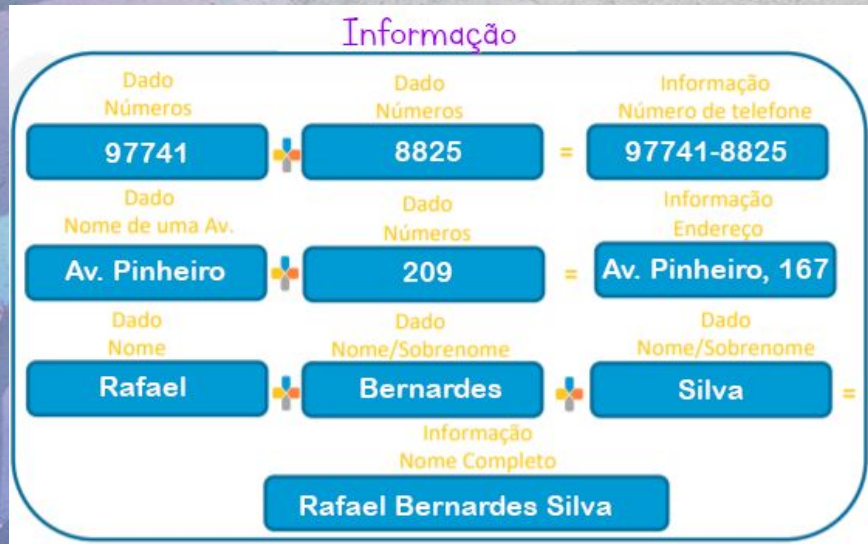 Informação
Dado Dado Informação
Números Números Número de telefone
97741 8825 = 97741-8825
Dado Dado Informação
Nome de uma Av. Números Endereço
Av. Pinheiro 209 = Av. Pinheiro, 167
Dado Dado Dado
Nome Nome/Sobrenome Nome/Sobrenome
Rafael Bernardes Silva =
Informação
Nome Completo
Rafael Bernardes Silva